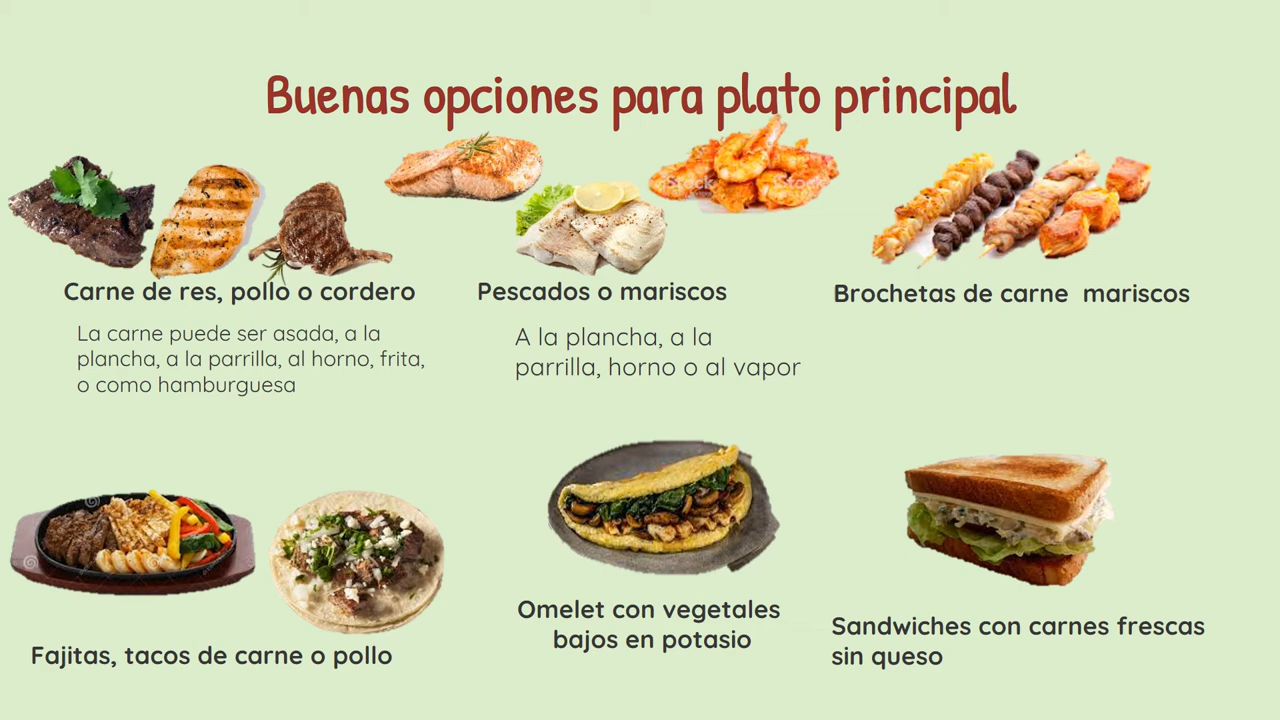 Buenas opciones para plato principal
Carne de res, pollo o cordero
La carne puede ser asada, a la
plancha, a la parrilla, al horno, frita,
o como hamburguesa
Pescados o mariscos
A la plancha, a la
parrilla, horno o al vapor
Brochetas de carne  mariscos
Fajitas, tacos de carne o pollo
Omelet con vegetales
bajos en potasio
Sandwiches con carnes frescas
sin queso